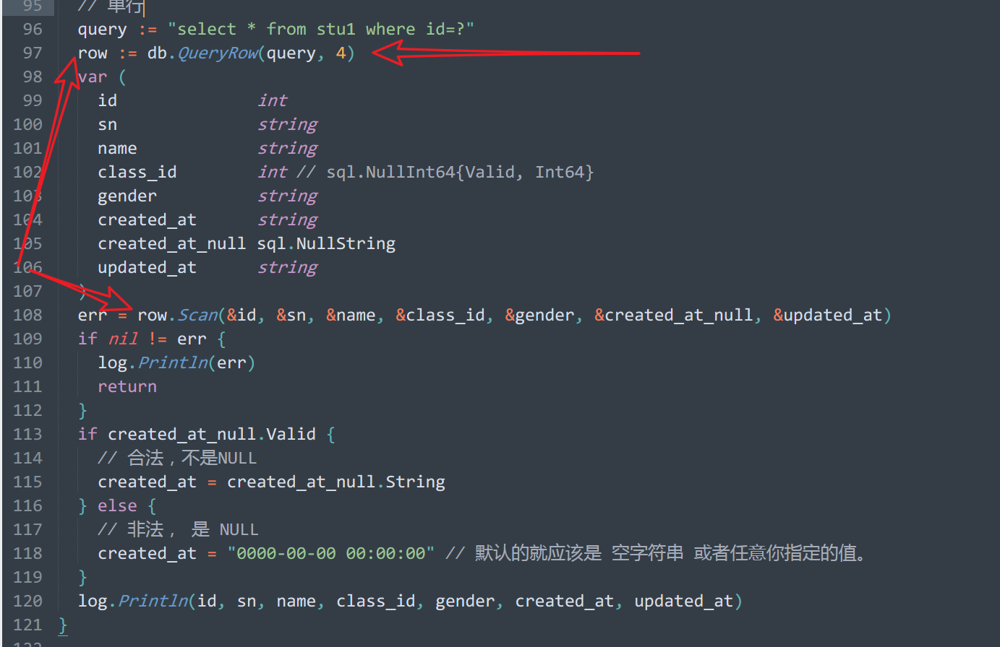 95 // 单行
96 query := "select * from stu1 where id=?"
97 row := db.QueryRow(query, 4)
98 var (
99 id int
100 sn string
101 name string
102 class_id int // sql.NullInt64{Valid, Int64}
103 gender string
104 created_at string
105 created_at_null sql.NullString
106 updated_at string
107 )
108 err = row.Scan(&id, &sn, &name, &class_id, &gender, &created_at_null, &updated_at)
109 if nil != err {
110 log.Println(err)
111 return
112 }
113 if created_at_null.Valid {
114 // 合法，不是NULL
115 created_at = created_at_null.String
116 } else {
117 // 非法， 是 NULL
118 created_at = "0000-00-00 00:00:00" // 默认的就应该是 空字符串 或者任意你指定的值。
119 }
120 log.Println(id, sn, name, class_id, gender, created_at, updated_at)
121 }